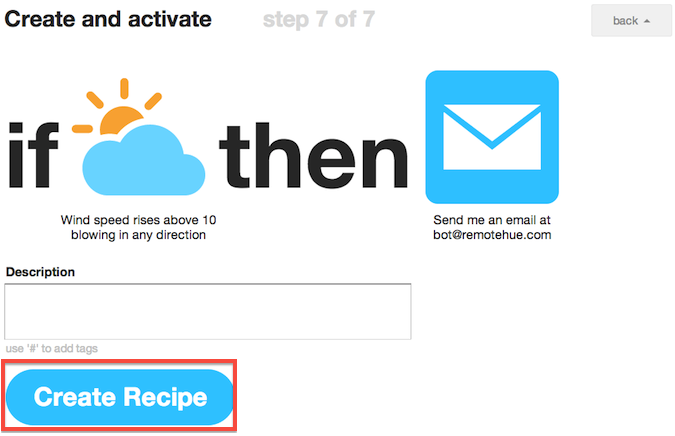 Create and activate step 7 of 7 back
if then
Wind speed rises above 10
blowing in any direction
Send me an email at
bot@remotehue.com
Description
use '#' to add tags
Create Recipe